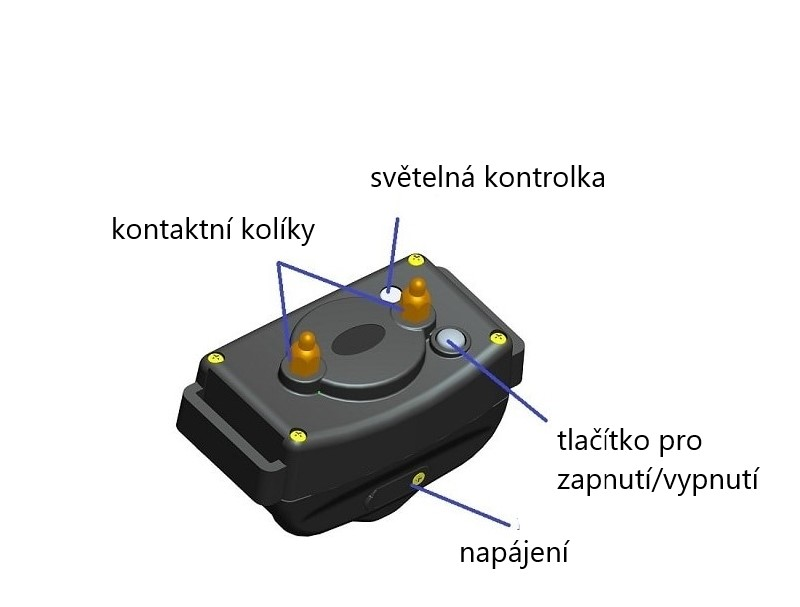 světelná kontrolka
kontaktní kolíky
tlačítko pro
zapnutí/vypnutí
napájení